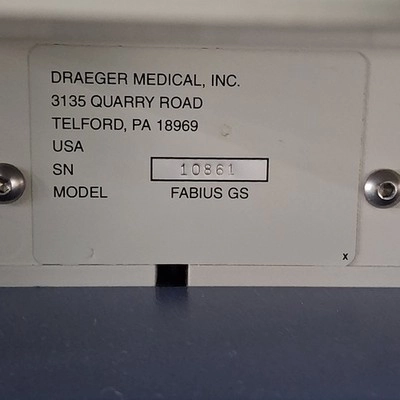 DRAEGER MEDICAL, INC.
3135 QUARRY ROAD
TELFORD, PA 18969
USA
SN 10861
MODEL FABIUS GS
x